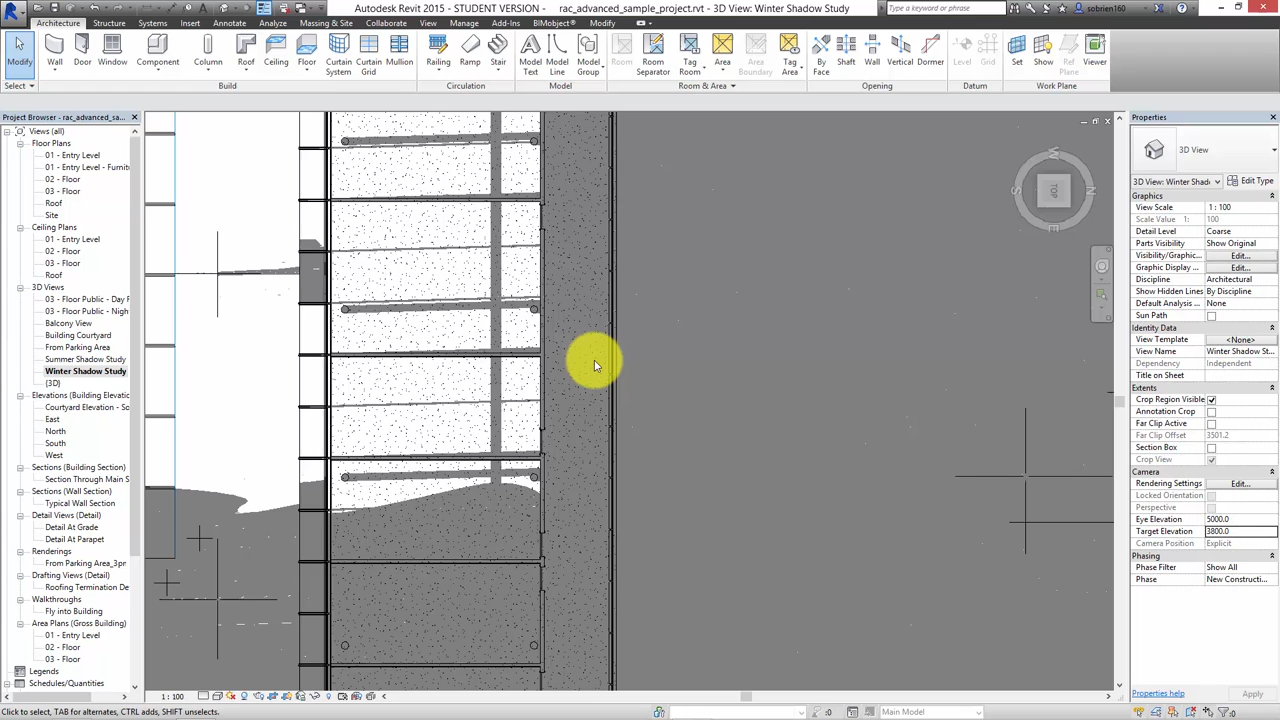 Autodesk Revit 2015 - STUDENT VERSION - rac_advanced_sample_project.rvt - 3D View: Winter Shadow Study
Type a keyword or phrase
sobrien160
Architecture Structure Systems Insert Annotate Analyze Massing & Site Collaborate View Manage Add-Ins BIMobject® Modify
Modify Wall Door Window Component Column Roof Ceiling Floor Curtain System Curtain Grid Mullion Railing Ramp Stair Model Text Model Line Model Group Room Room Separator Tag Room Area Area Boundary Tag Area By Face Shaft Wall Vertical Dormer Level Grid Set Show Ref Plane Viewer
Select Build Circulation Model Room & Area Opening Datum Work Plane
Project Browser - rac_advanced_sa...
Views (all)
Floor Plans
01 - Entry Level
01 - Entry Level - Furnit
02 - Floor
03 - Floor
Roof
Site
Ceiling Plans
01 - Entry Level
02 - Floor
03 - Floor
Roof
3D Views
03 - Floor Public - Day F
03 - Floor Public - Nigh
Balcony View
Building Courtyard
From Parking Area
Summer Shadow Study
Winter Shadow Study
{3D}
Elevations (Building Elevation
Courtyard Elevation - So
East
North
South
West
Sections (Building Section)
Section Through Main S
Sections (Wall Section)
Typical Wall Section
Detail Views (Detail)
Detail At Grade
Detail At Parapet
Renderings
From Parking Area_3pr
Drafting Views (Detail)
Roofing Termination De
Walkthroughs
Fly into Building
Area Plans (Gross Building)
01 - Entry Level
02 - Floor
03 - Floor
Legends
Schedules/Quantities
W
S TOP N
E
Properties
3D View
3D View: Winter Shad Edit Type
Graphics
View Scale 1 : 100
Scale Value 1: 100
Detail Level Coarse
Parts Visibility Show Original
Visibility/Graphic... Edit...
Graphic Display ... Edit...
Discipline Architectural
Show Hidden Lines By Discipline
Default Analysis ... None
Sun Path
Identity Data
View Template <None>
View Name Winter Shadow St...
Dependency Independent
Title on Sheet
Extents
Crop Region Visible
Annotation Crop
Far Clip Active
Far Clip Offset 3501.2
Section Box
Crop View
Camera
Rendering Settings Edit...
Locked Orientation
Perspective
Eye Elevation 5000.0
Target Elevation 3800.0
Camera Position Explicit
Phasing
Phase Filter Show All
Phase New Constructi...
Properties help Apply
1 : 100
Click to select, TAB for alternates, CTRL adds, SHIFT unselects.
:0 Main Model :0